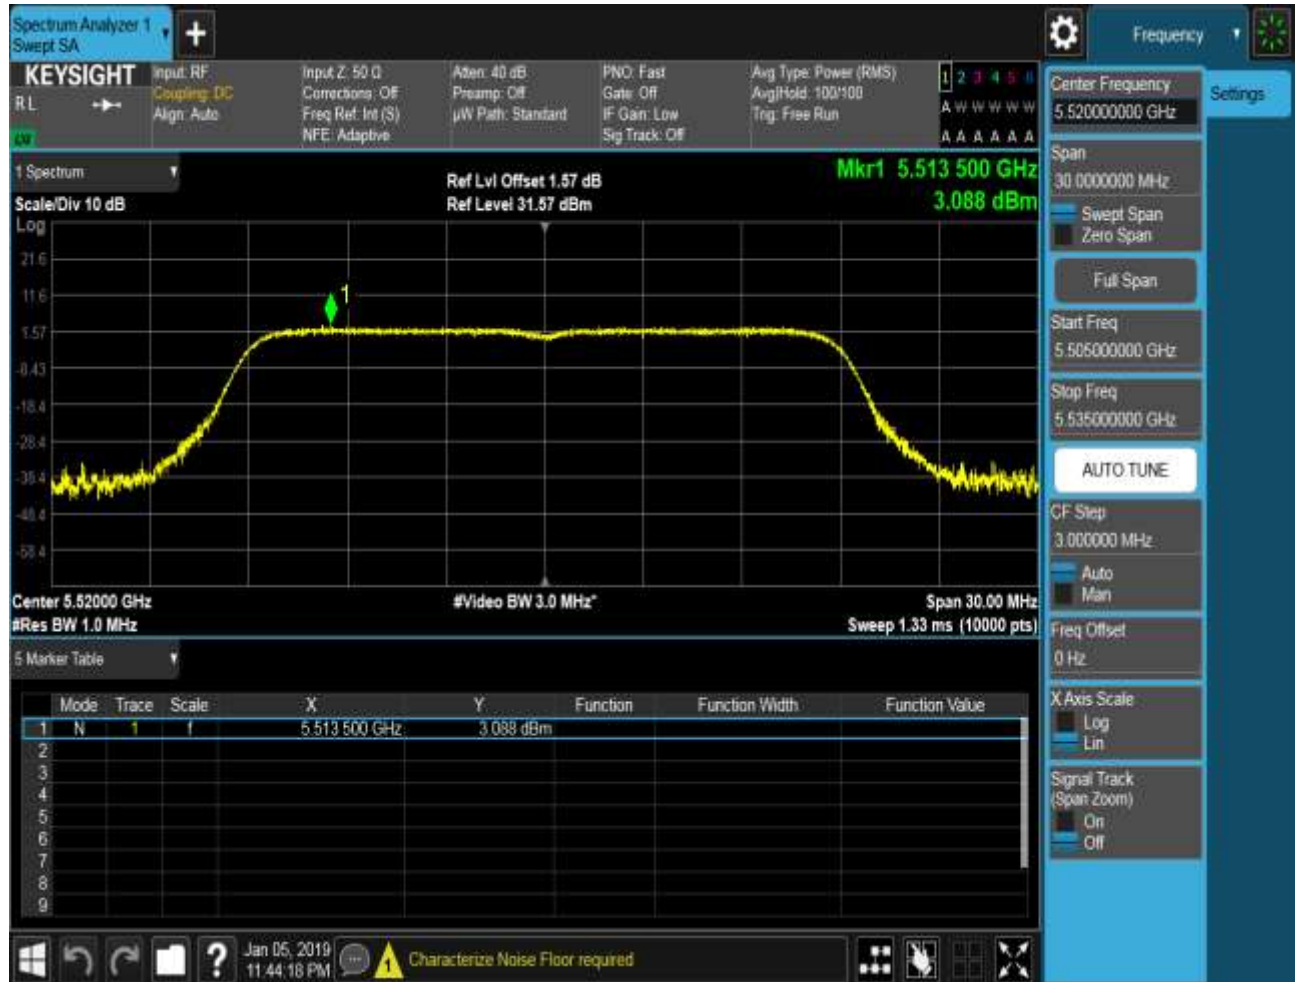 Spectrum Analyzer 1
Swept SA
Frequency
KEYSIGHT
R L
Input: RF
Coupling: DC
Align: Auto
Input Z: 50 Ω
Corrections: Off
Freq Ref: Int (S)
NFE: Adaptive
Atten: 40 dB
Preamp: Off
µW Path: Standard
PNO: Fast
Gate: Off
IF Gain: Low
Sig Track: Off
Avg Type: Power (RMS)
Avg|Hold: 100/100
Trig: Free Run
1 2 3 4 5 6
A W W W W W
A A A A A A
1 Spectrum
Scale/Div 10 dB
Ref Lvl Offset 1.57 dB
Ref Level 31.57 dBm
Mkr1 5.513 500 GHz
3.088 dBm
Log
21.6
11.6
1.57
-8.43
-18.4
-28.4
-38.4
-48.4
-58.4
1
Center 5.52000 GHz
#Res BW 1.0 MHz
#Video BW 3.0 MHz*
Span 30.00 MHz
Sweep 1.33 ms (10000 pts)
5 Marker Table
Mode Trace Scale X Y Function Function Width Function Value
1 N 1 f 5.513 500 GHz 3.088 dBm
2
3
4
5
6
7
8
9
Center Frequency
5.520000000 GHz
Settings
Span
30.0000000 MHz
Swept Span
Zero Span
Full Span
Start Freq
5.505000000 GHz
Stop Freq
5.535000000 GHz
AUTO TUNE
CF Step
3.000000 MHz
Auto
Man
Freq Offset
0 Hz
X Axis Scale
Log
Lin
Signal Track
(Span Zoom)
On
Off
?
Jan 05, 2019
11:44:18 PM
1
Characterize Noise Floor required